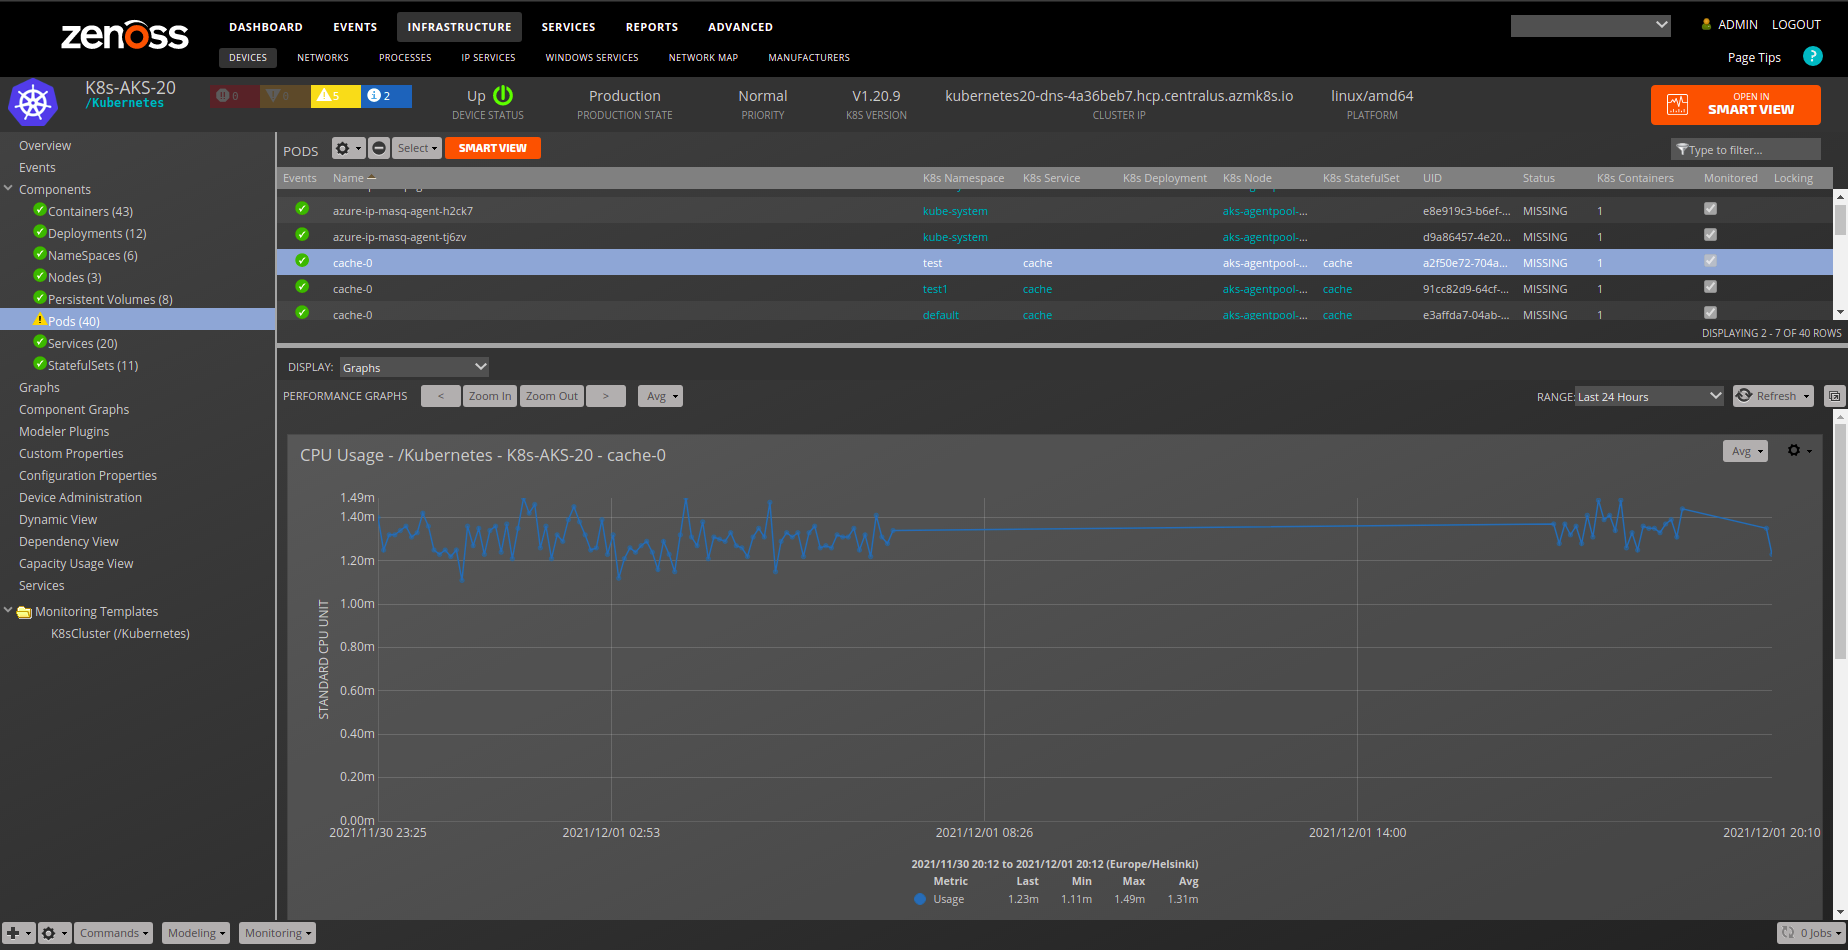 zenoss
DASHBOARD EVENTS INFRASTRUCTURE SERVICES REPORTS ADVANCED
ADMIN LOGOUT
DEVICES NETWORKS PROCESSES IP SERVICES WINDOWS SERVICES NETWORK MAP MANUFACTURERS
Page Tips ?
K8s-AKS-20
/Kubernetes
0 0 5 2
Up Production Normal V1.20.9 kubernetes20-dns-4a36beb7.hcp.centralus.azmk8s.io linux/amd64
DEVICE STATUS PRODUCTION STATE PRIORITY K8S VERSION CLUSTER IP PLATFORM
OPEN IN
SMART VIEW
Overview
Events
Components
Containers (43)
Deployments (12)
NameSpaces (6)
Nodes (3)
Persistent Volumes (8)
Pods (40)
Services (20)
StatefulSets (11)
Graphs
Component Graphs
Modeler Plugins
Custom Properties
Configuration Properties
Device Administration
Dynamic View
Dependency View
Capacity Usage View
Services
Monitoring Templates
K8sCluster (/Kubernetes)
PODS Select SMART VIEW Type to filter...
Events Name K8s Namespace K8s Service K8s Deployment K8s Node K8s StatefulSet UID Status K8s Containers Monitored Locking
azure-ip-masq-agent-h2ck7 kube-system aks-agentpool-... e8e919c3-b6ef-... MISSING 1
azure-ip-masq-agent-tj6zv kube-system aks-agentpool-... d9a86457-4e20... MISSING 1
cache-0 test cache aks-agentpool-... cache a2f50e72-704a... MISSING 1
cache-0 test1 cache aks-agentpool-... cache 91cc82d9-64cf-... MISSING 1
cache-0 default cache aks-agentpool-... cache e3affda7-04ab-... MISSING 1
DISPLAYING 2 - 7 OF 40 ROWS
DISPLAY: Graphs
PERFORMANCE GRAPHS < Zoom In Zoom Out > Avg RANGE: Last 24 Hours Refresh
CPU Usage - /Kubernetes - K8s-AKS-20 - cache-0 Avg
STANDARD CPU UNIT
1.49m
1.40m
1.20m
1.00m
0.80m
0.60m
0.40m
0.20m
0.00m
2021/11/30 23:25 2021/12/01 02:53 2021/12/01 08:26 2021/12/01 14:00 2021/12/01 20:10
2021/11/30 20:12 to 2021/12/01 20:12 (Europe/Helsinki)
Metric Last Min Max Avg
Usage 1.23m 1.11m 1.49m 1.31m
Commands Modeling Monitoring 0 Jobs